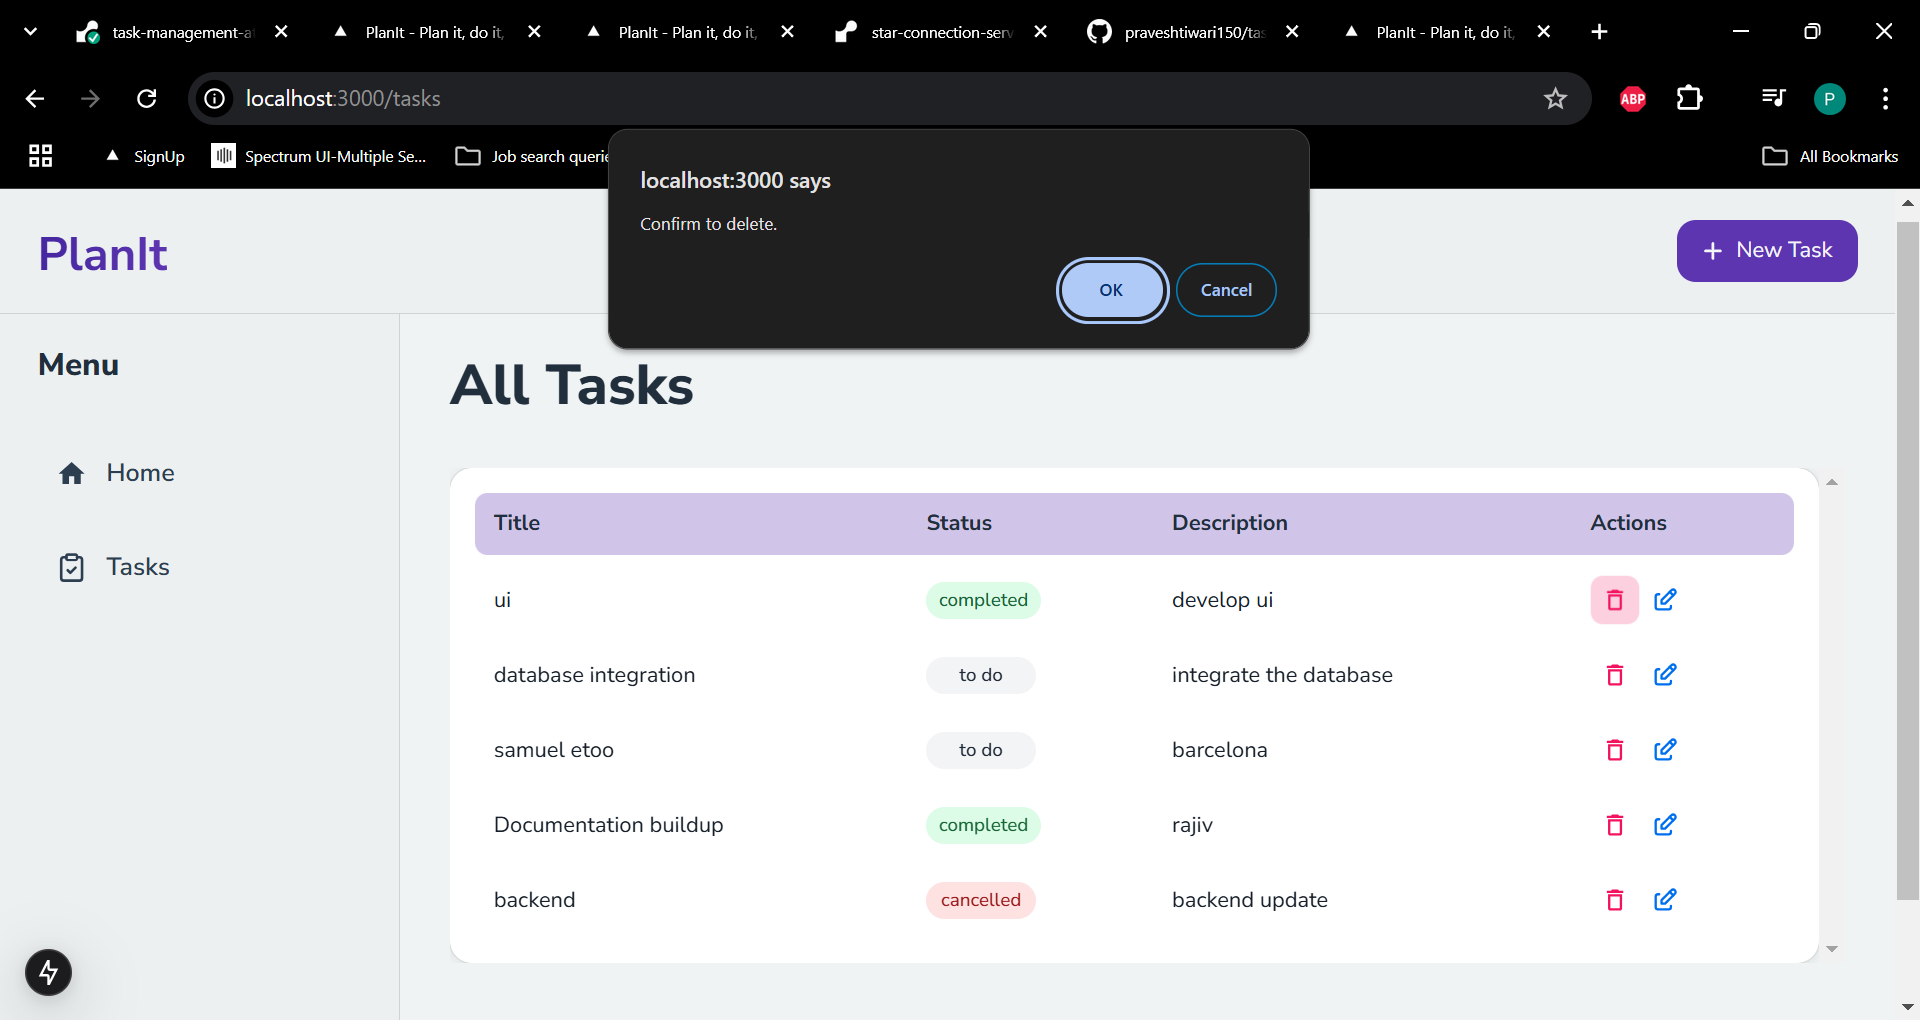 task-management-a
PlanIt - Plan it, do it,
PlanIt - Plan it, do it,
star-connection-serv
praveshtiwari150/tas
PlanIt - Plan it, do it,
localhost:3000/tasks
ABP
P
SignUp
Spectrum UI-Multiple Se...
Job search querie
All Bookmarks
localhost:3000 says
Confirm to delete.
OK
Cancel
PlanIt
+ New Task
Menu
Home
Tasks
All Tasks
Title Status Description Actions
ui completed develop ui
database integration to do integrate the database
samuel etoo to do barcelona
Documentation buildup completed rajiv
backend cancelled backend update